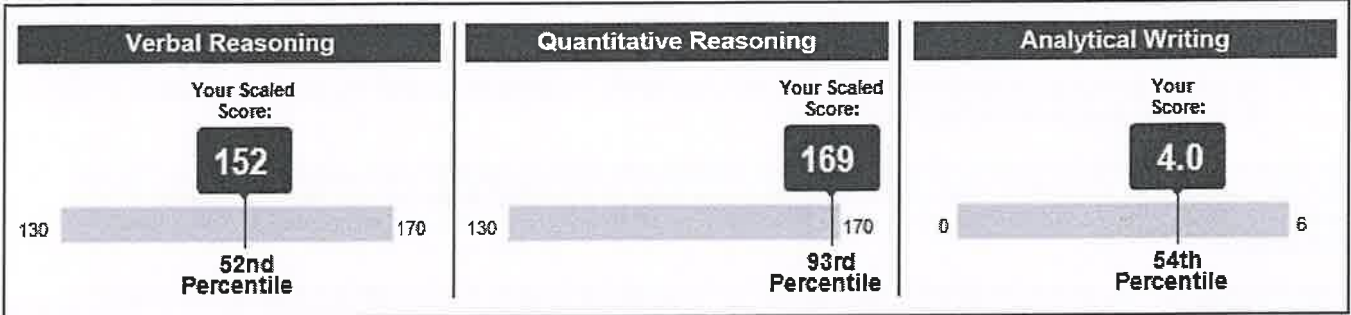 Verbal Reasoning
Your Scaled
Score:
152
130
170
52nd
Percentile
Quantitative Reasoning
Your Scaled
Score:
169
130
170
93rd
Percentile
Analytical Writing
Your
Score:
4.0
0
6
54th
Percentile